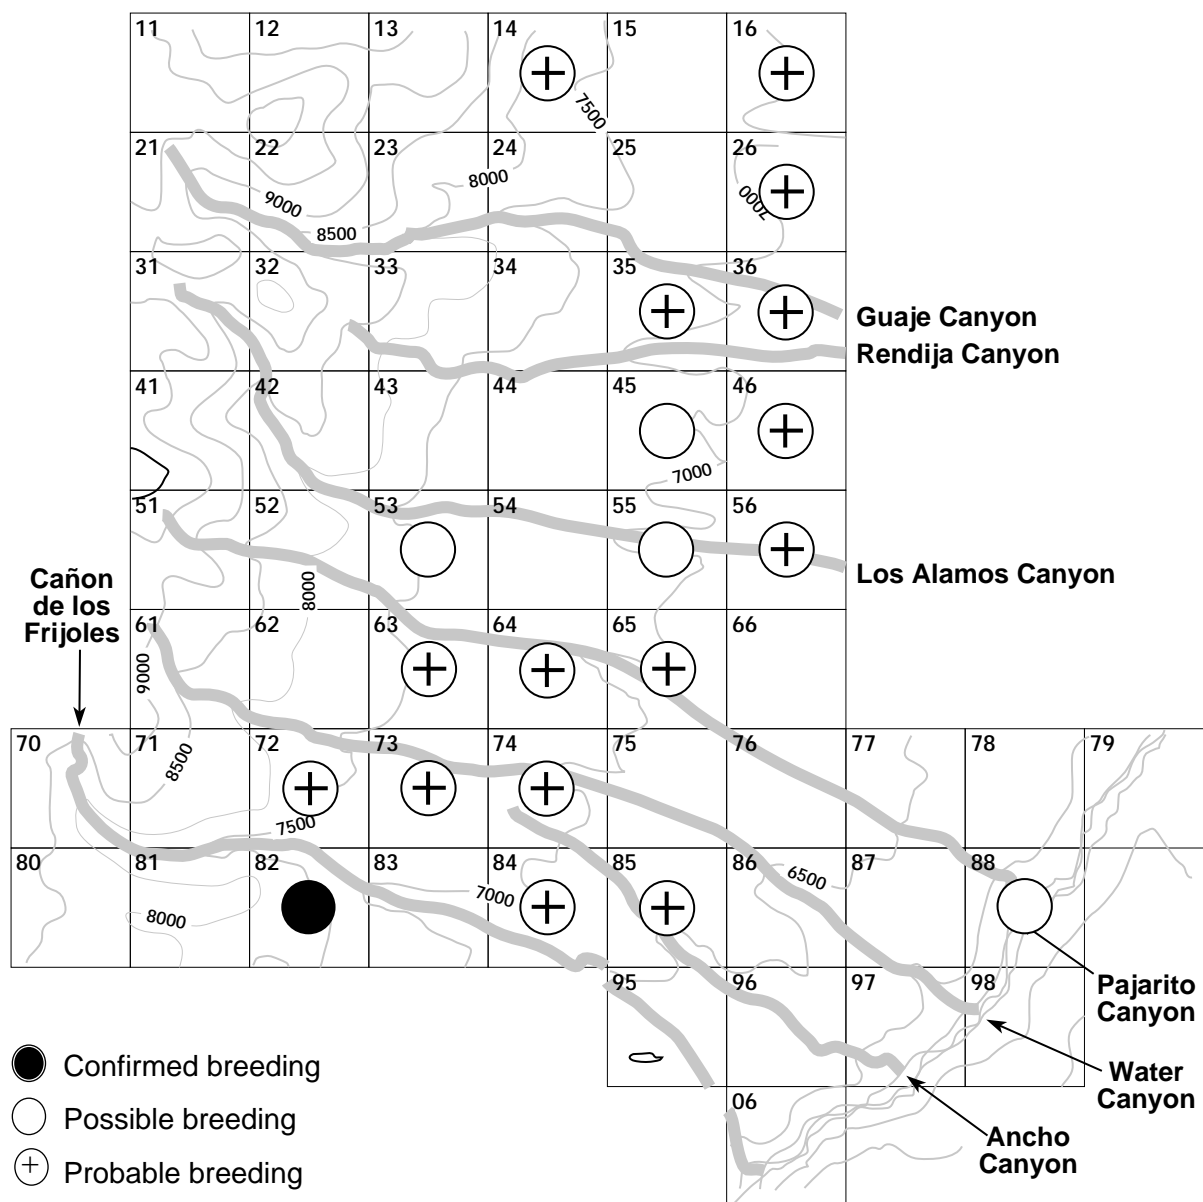 11 12 13 14 15 16
7500
21 22 23 24 25 26
8000
9000
7000
8500
31 32 33 34 35 36
Guaje Canyon
Rendija Canyon
41 42 43 44 45 46
7000
51 52 53 54 55 56
Los Alamos Canyon
Cañon
de los
Frijoles
8000
61 62 63 64 65 66
9000
70 71 72 73 74 75 76 77 78 79
8500
7500
80 81 82 83 84 85 86 87 88
6500
7000
8000
95 96 97 98
Pajarito
Canyon
Water
Canyon
06
Ancho
Canyon
Confirmed breeding
Possible breeding
Probable breeding